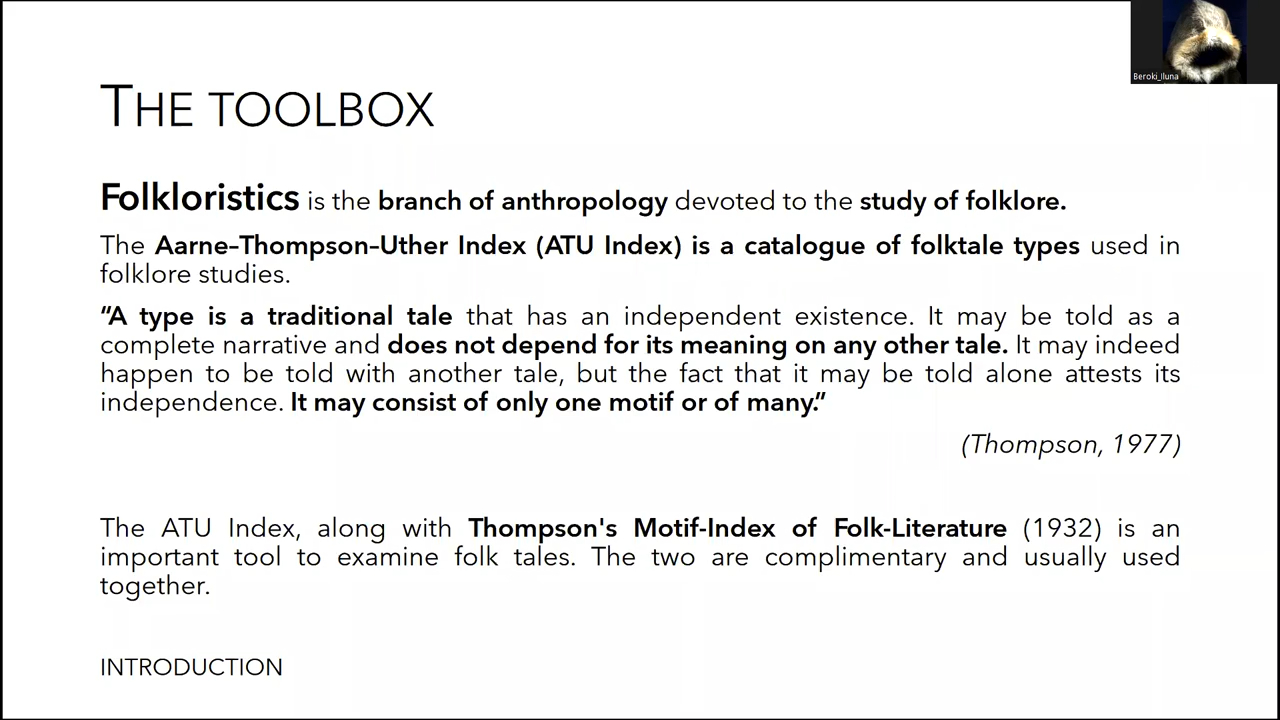 Beroki_Iluna
THE TOOLBOX
Folkloristics is the branch of anthropology devoted to the study of folklore.
The Aarne–Thompson–Uther Index (ATU Index) is a catalogue of folktale types used in
folklore studies.
“A type is a traditional tale that has an independent existence. It may be told as a
complete narrative and does not depend for its meaning on any other tale. It may indeed
happen to be told with another tale, but the fact that it may be told alone attests its
independence. It may consist of only one motif or of many.”
(Thompson, 1977)
The ATU Index, along with Thompson's Motif-Index of Folk-Literature (1932) is an
important tool to examine folk tales. The two are complimentary and usually used
together.
INTRODUCTION